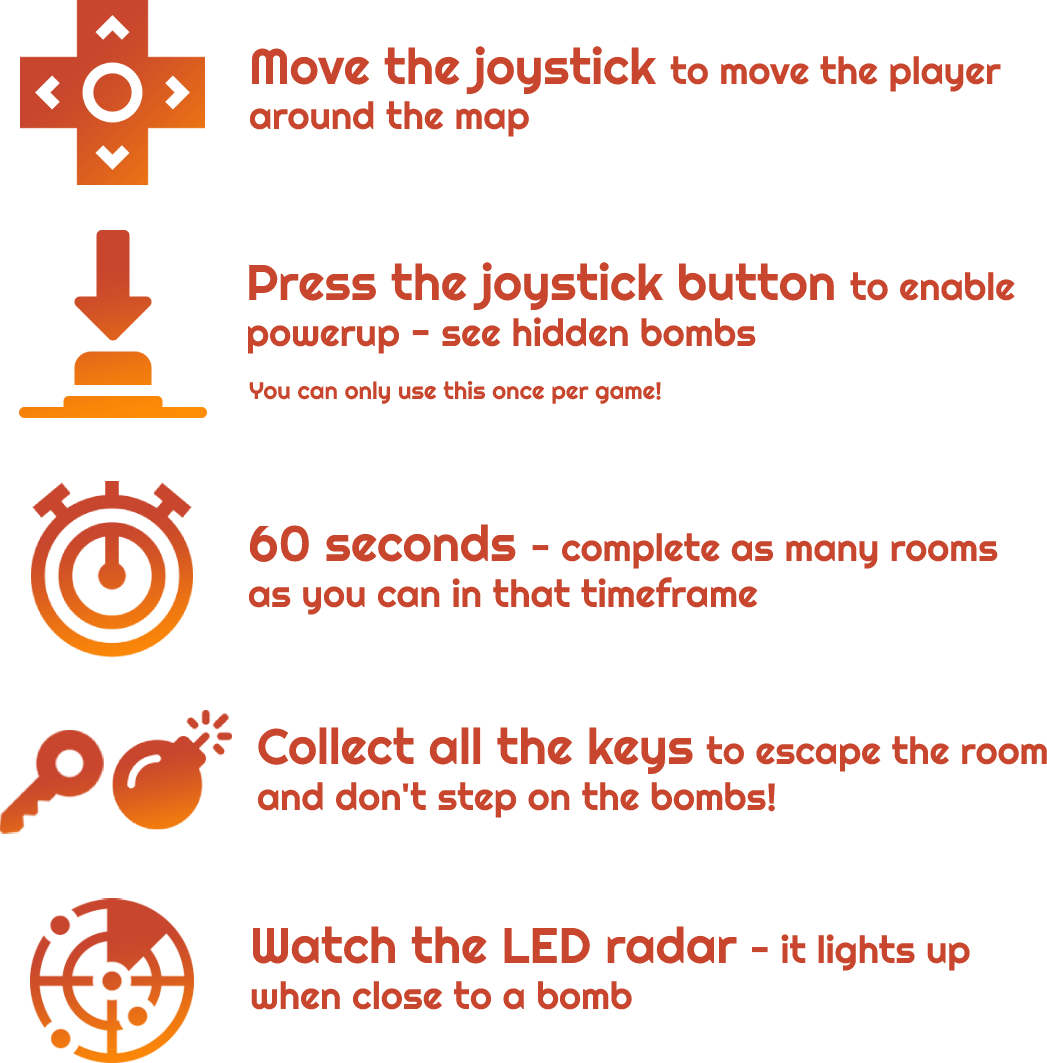 Move the joystick to move the player
around the map
Press the joystick button to enable
powerup - see hidden bombs
You can only use this once per game!
60 seconds - complete as many rooms
as you can in that timeframe
Collect all the keys to escape the room
and don't step on the bombs!
Watch the LED radar - it lights up
when close to a bomb